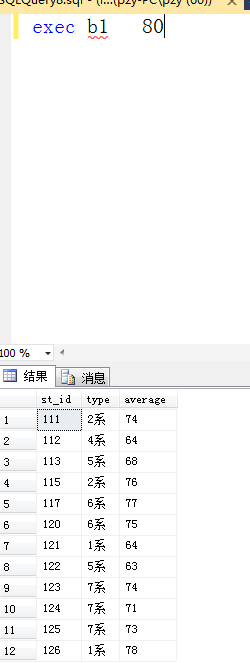 SQLQuery8.sql - (l...(pzy-PC\pzy (60))
exec b1 80
100 %
结果 消息
st_id type average
1 111 2系 74
2 112 4系 64
3 113 5系 68
4 115 2系 76
5 117 6系 77
6 120 6系 75
7 121 1系 64
8 122 5系 63
9 123 7系 74
10 124 7系 71
11 125 7系 73
12 126 1系 78